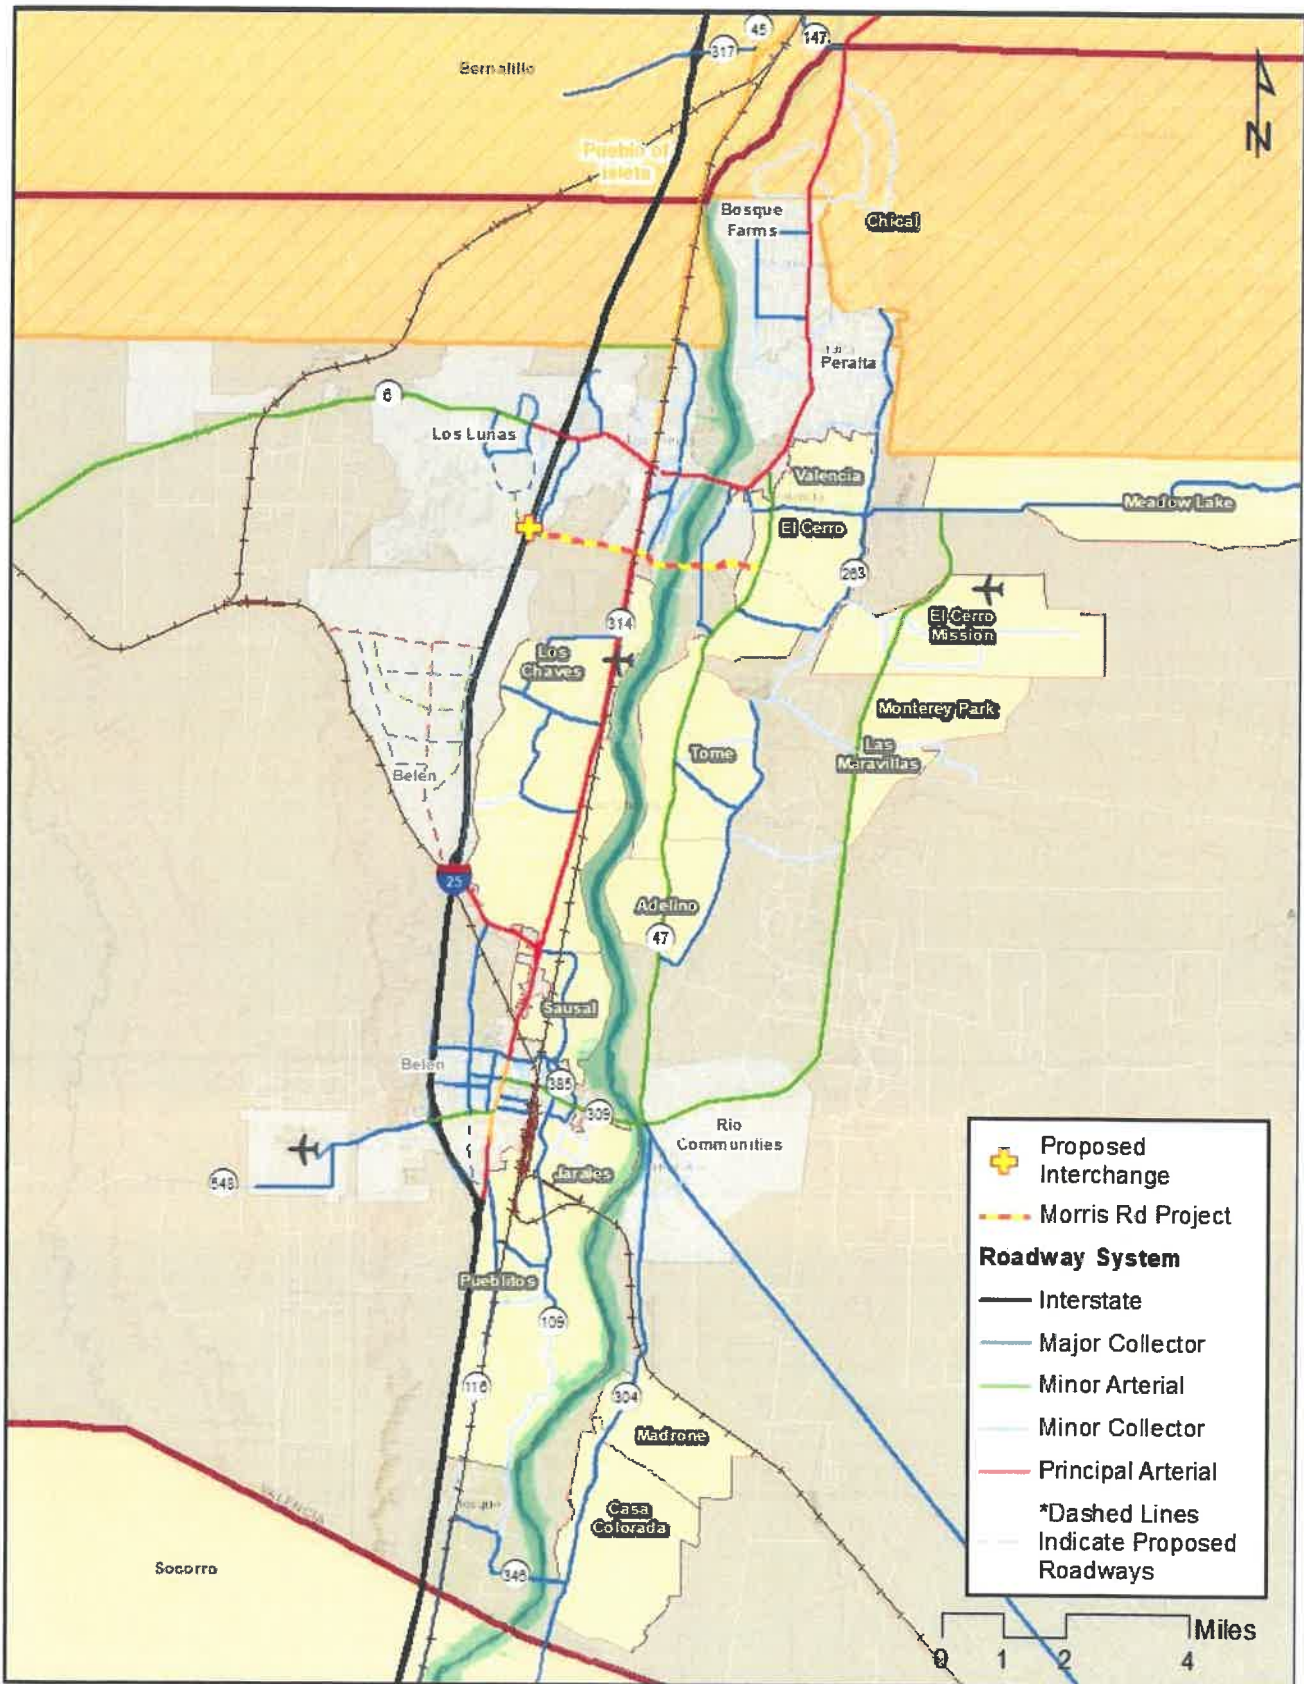 45
147
317
Bernalillo
N
Pueblo of
Isleta
Bosque
Farms
Chical
Peralta
6
Los Lunas
Valencia
Meadow Lake
El Cerro
263
El Cerro
Mission
314
Los
Chaves
Monterey Park
Las
Maravillas
Tome
Belen
25
Adelino
47
Sausal
Belen
385
309
Rio
Communities
Jarales
548
Pueblitos
109
116
304
Madrone
VALENCIA
Bosque
Casa
Colorada
Socorro
346
Proposed
Interchange
Morris Rd Project
Roadway System
Interstate
Major Collector
Minor Arterial
Minor Collector
Principal Arterial
*Dashed Lines
Indicate Proposed
Roadways
Miles
0 1 2 4